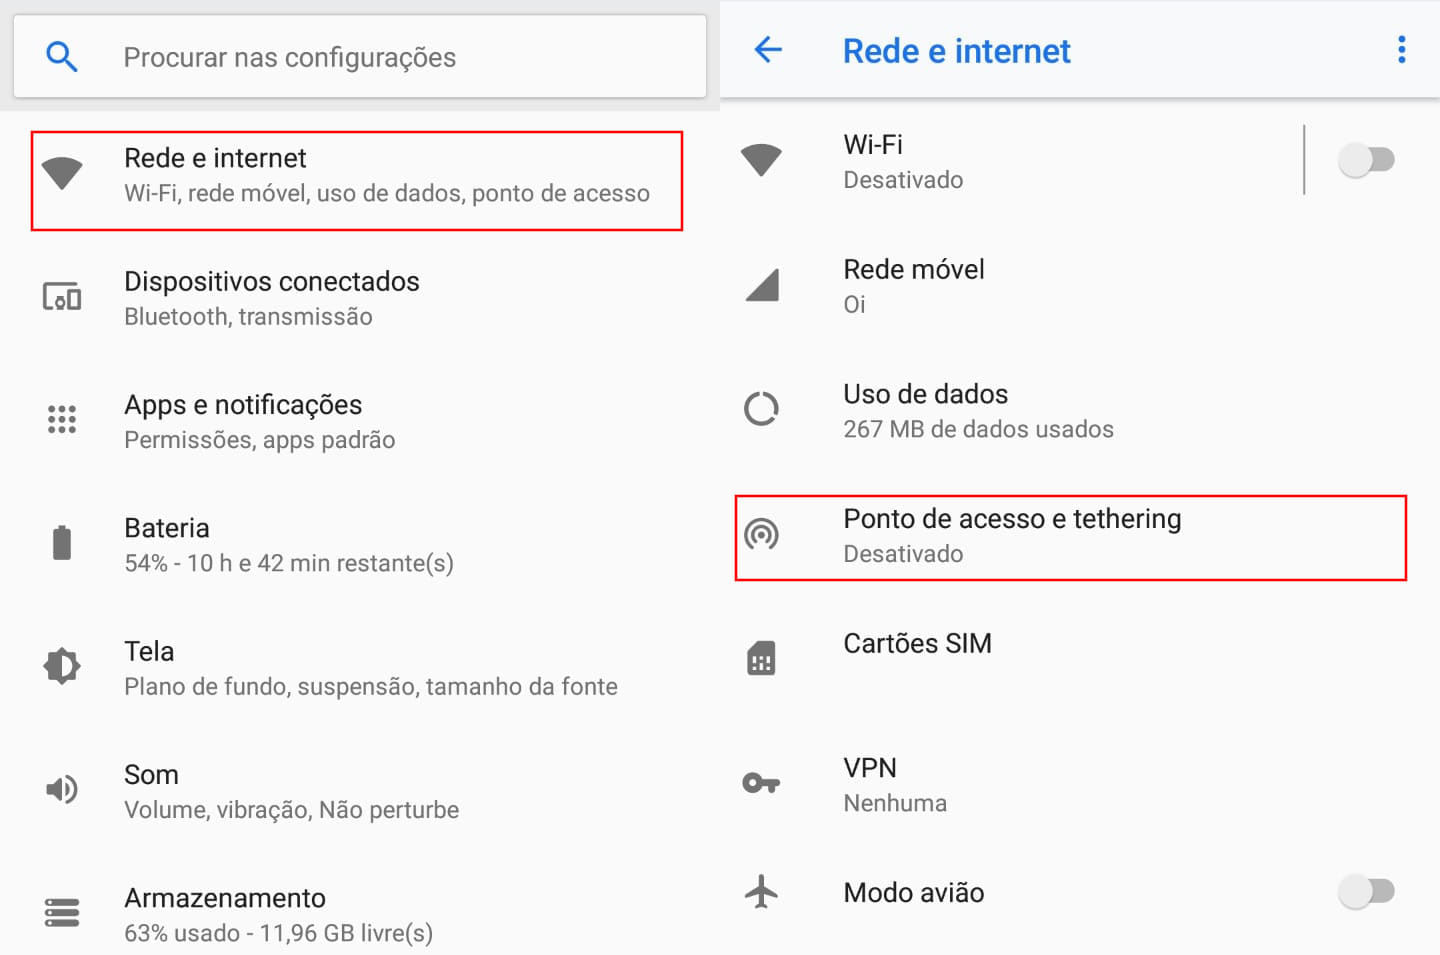 Procurar nas configurações
Rede e internet
Wi-Fi, rede móvel, uso de dados, ponto de acesso
Dispositivos conectados
Bluetooth, transmissão
Apps e notificações
Permissões, apps padrão
Bateria
54% - 10 h e 42 min restante(s)
Tela
Plano de fundo, suspensão, tamanho da fonte
Som
Volume, vibração, Não perturbe
Armazenamento
63% usado - 11,96 GB livre(s)
Rede e internet
Wi-Fi
Desativado
Rede móvel
Oi
Uso de dados
267 MB de dados usados
Ponto de acesso e tethering
Desativado
Cartões SIM
VPN
Nenhuma
Modo avião